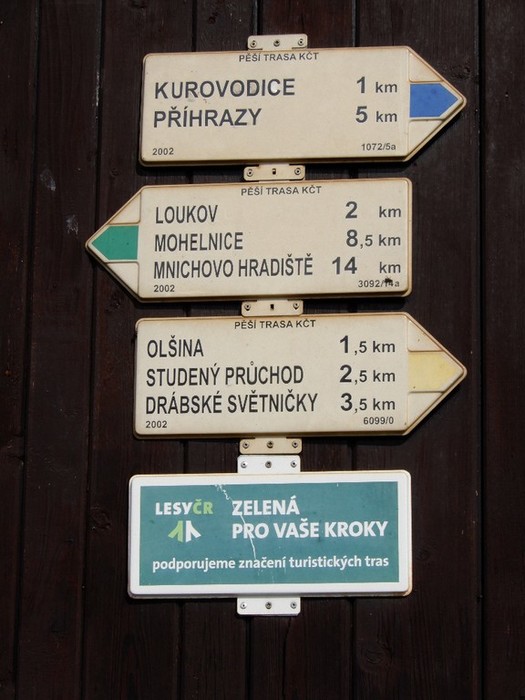 PĚŠÍ TRASA KČT
KUROVODICE 1 km
PŘÍHRAZY 5 km
2002 1072/5a
PĚŠÍ TRASA KČT
LOUKOV 2 km
MOHELNICE 8,5 km
MNICHOVO HRADIŠTĚ 14 km
2002 3092/14a
PĚŠÍ TRASA KČT
OLŠINA 1,5 km
STUDENÝ PRŮCHOD 2,5 km
DRÁBSKÉ SVĚTNIČKY 3,5 km
2002 6099/0
LESYČR ZELENÁ
PRO VAŠE KROKY
podporujeme značení turistických tras